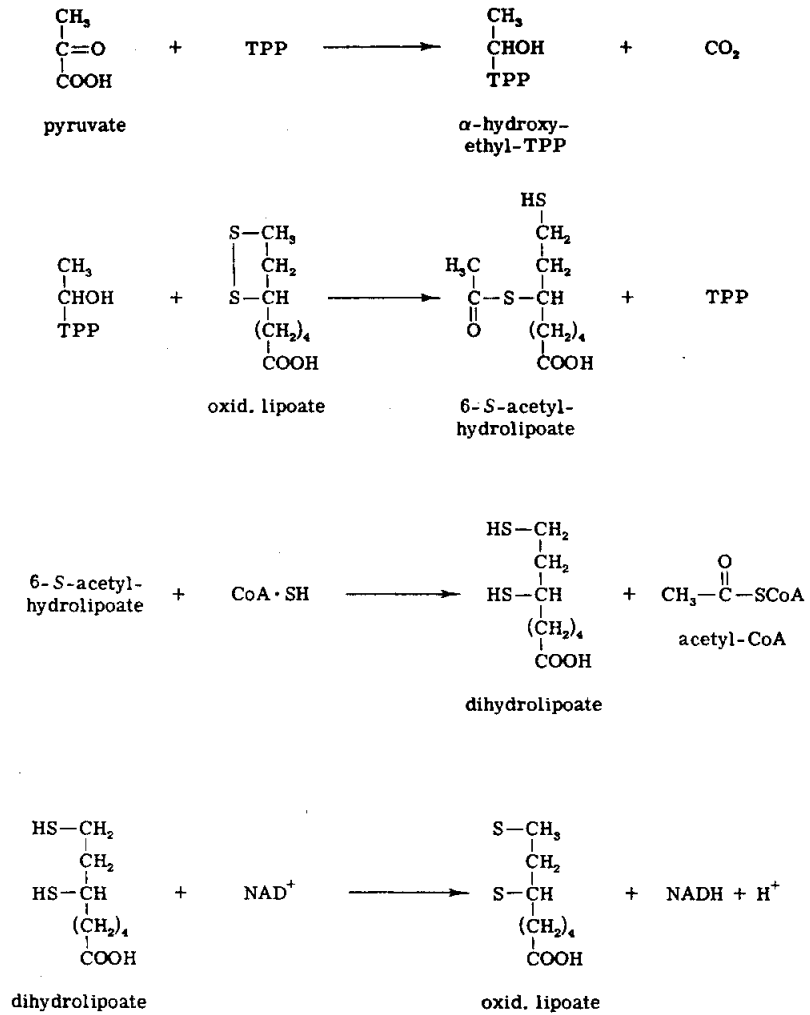 CH₃
C=O + TPP ⟶ CHOH + CO₂
COOH TPP
pyruvate α-hydroxy-
ethyl-TPP
HS
S—CH₃ CH₂
CH₃ CH₂ H₃C CH₂
CHOH + S—CH ⟶ C—S—CH + TPP
TPP (CH₂)₄ O (CH₂)₄
COOH COOH
oxid. lipoate 6-S-acetyl-
hydrolipoate
HS—CH₂
CH₂ O
6-S-acetyl-
hydrolipoate + CoA·SH ⟶ HS—CH + CH₃—C—SCoA
(CH₂)₄ acetyl-CoA
COOH
dihydrolipoate
HS—CH₂ S—CH₃
CH₂ CH₂
HS—CH + NAD⁺ ⟶ S—CH + NADH + H⁺
(CH₂)₄ (CH₂)₄
COOH COOH
dihydrolipoate oxid. lipoate